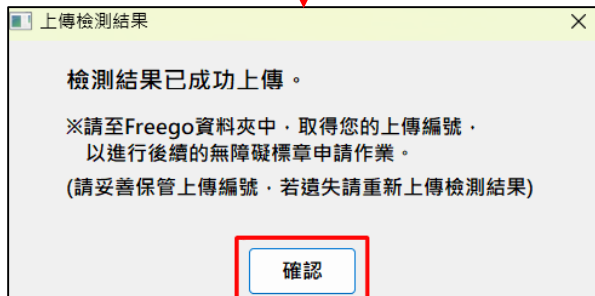 上傳檢測結果
檢測結果已成功上傳。
※請至Freego資料夾中，取得您的上傳編號，
以進行後續的無障礙標章申請作業。
(請妥善保管上傳編號，若遺失請重新上傳檢測結果)
確認